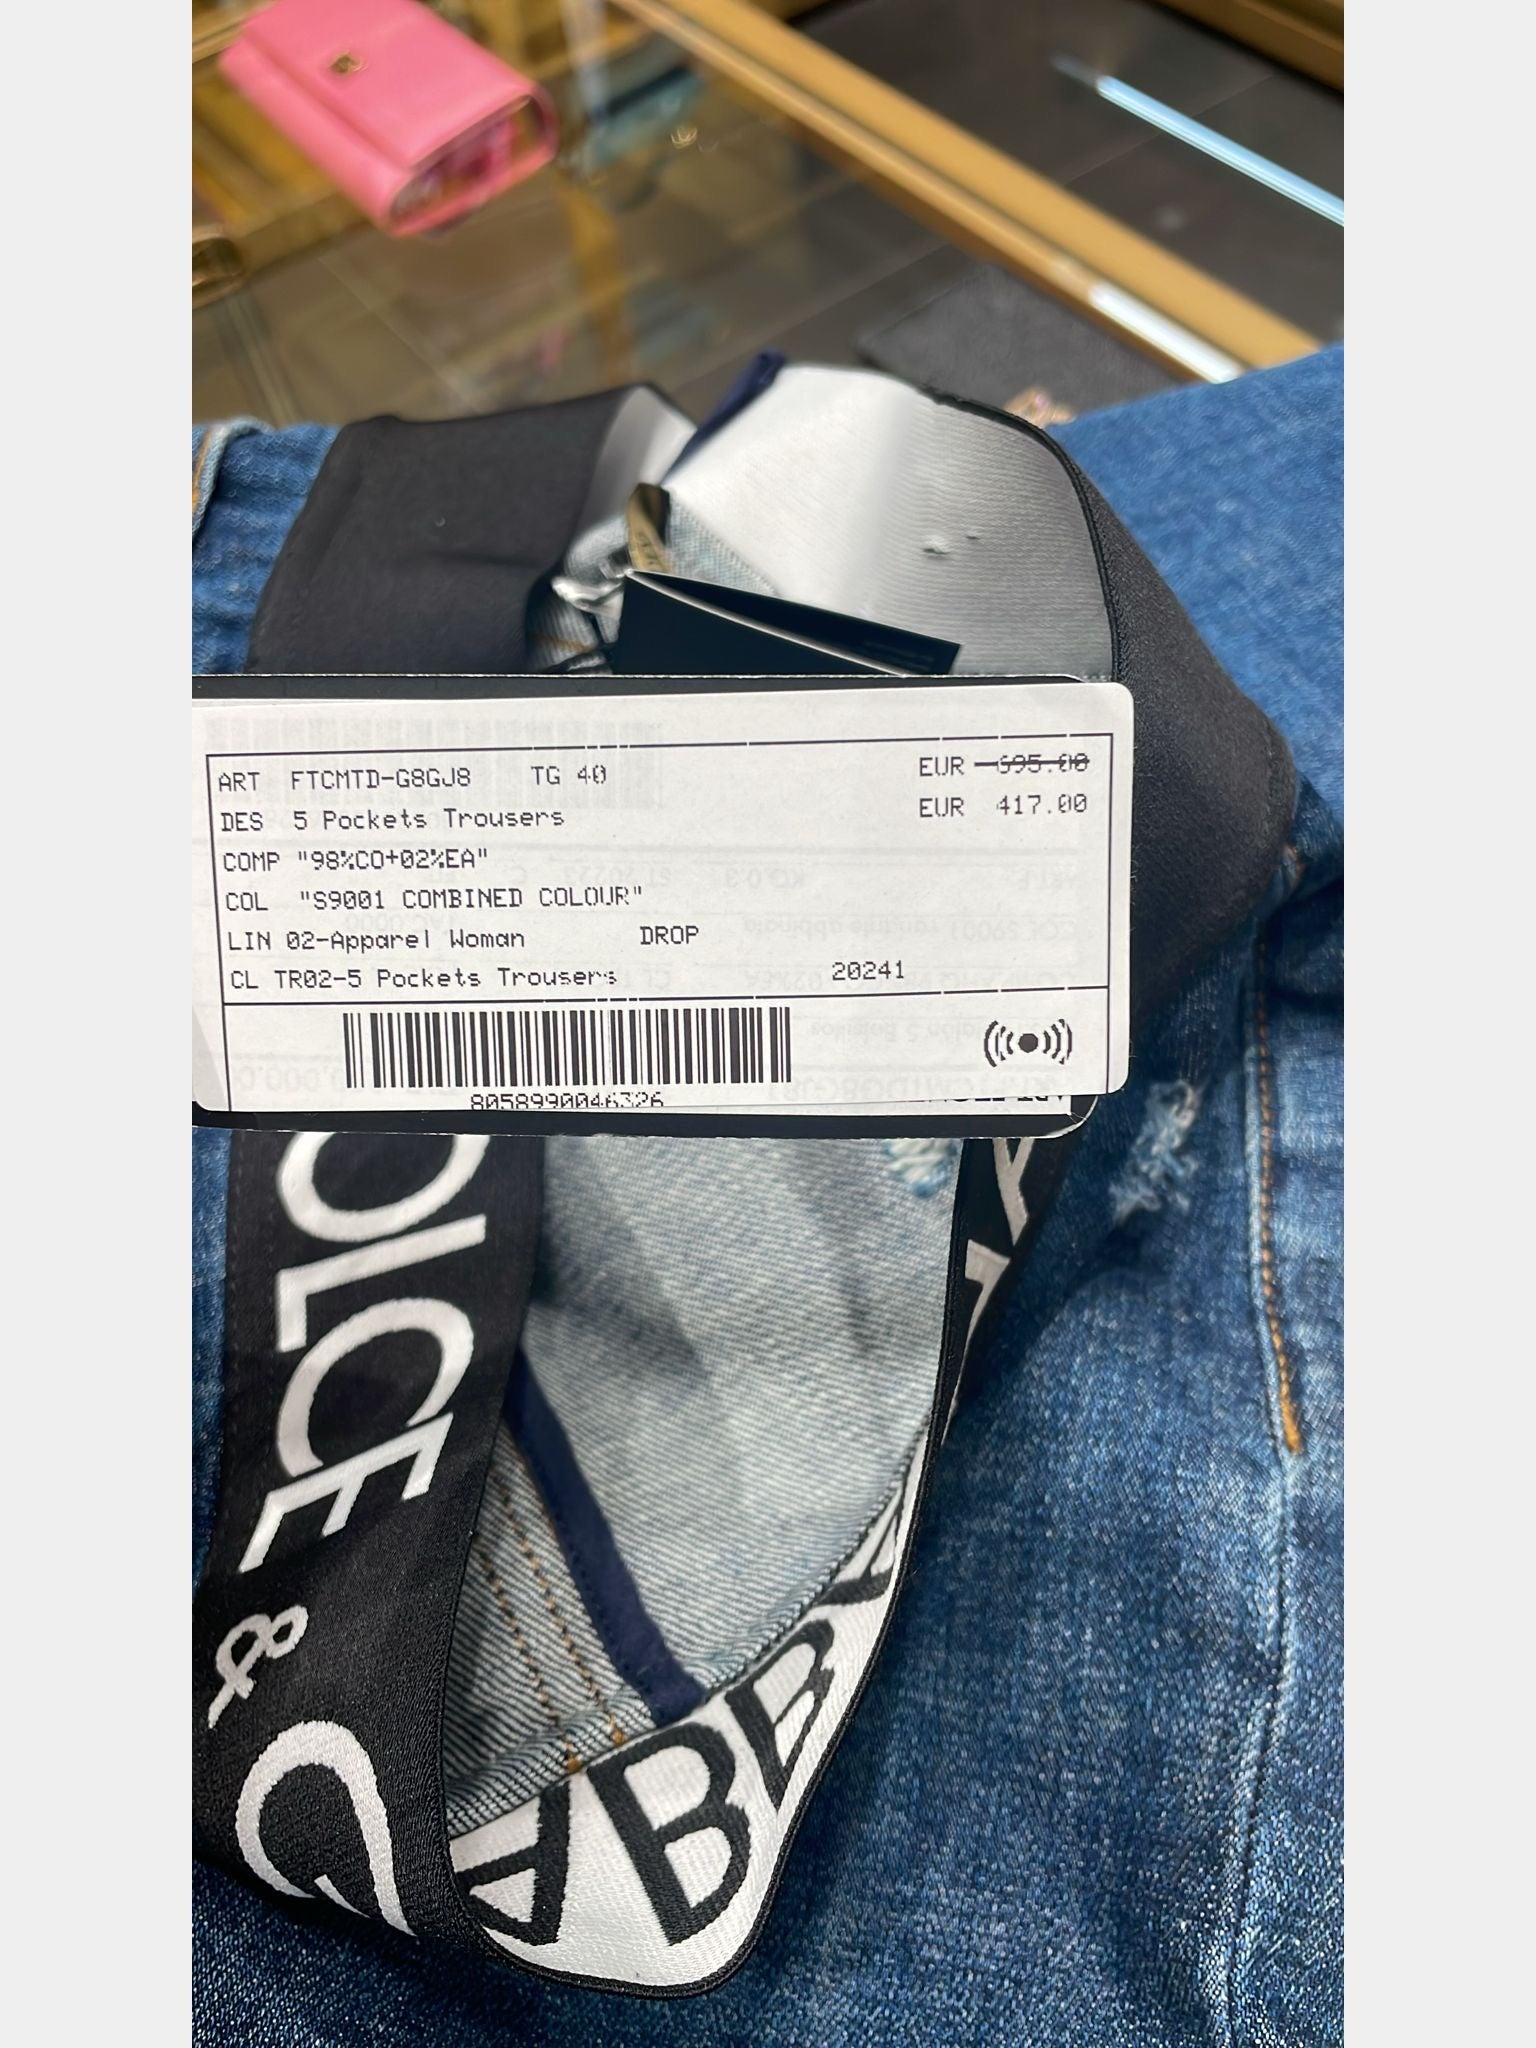 ART FTCMTD-G8GJ8 TG 40 EUR 695.00
DES 5 Pockets Trousers EUR 417.00
COMP "98%CO+02%EA"
COL "S9001 COMBINED COLOUR"
LIN 02-Apparel Woman DROP
CL TR02-5 Pockets Trousers 20241
8058990046326
OLCE & G
ABBA